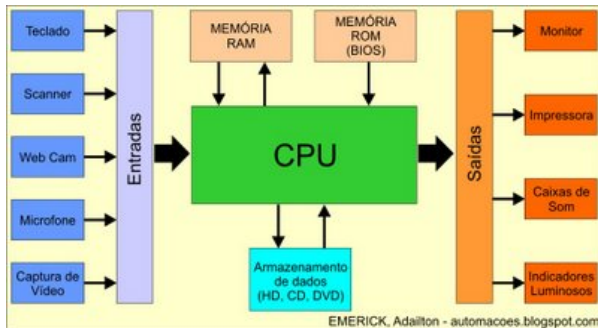 Teclado
Scanner
Web Cam
Microfone
Captura de
Vídeo
Entradas
MEMÓRIA
RAM
MEMÓRIA
ROM
(BIOS)
CPU
Armazenamento
de dados
(HD, CD, DVD)
Saídas
Monitor
Impressora
Caixas de
Som
Indicadores
Luminosos
EMERICK, Adailton - automacoes.blogspot.com